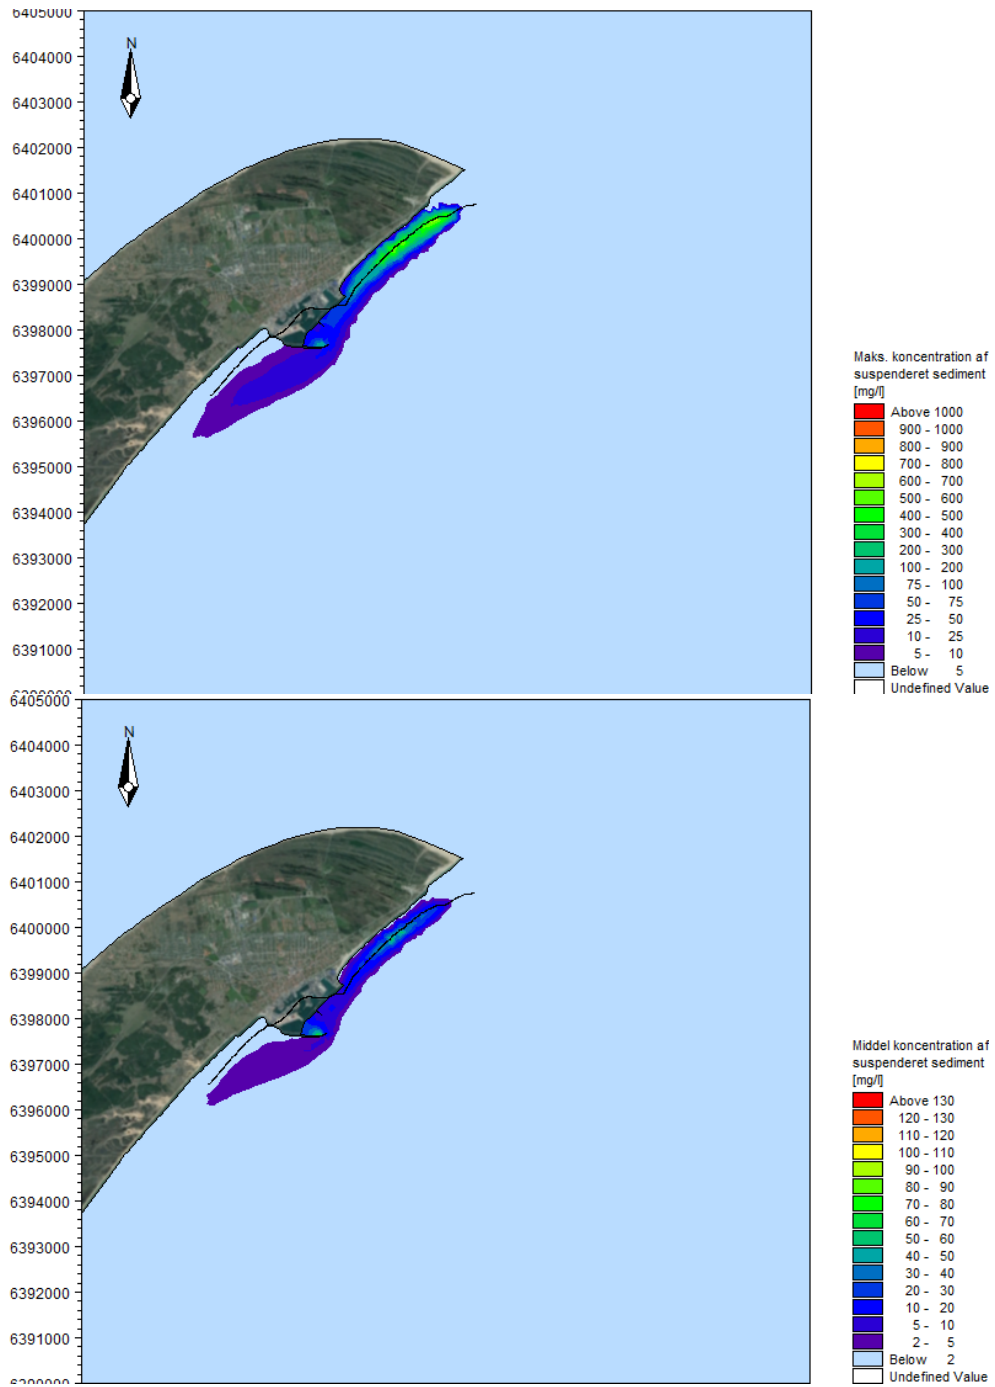 6405000
N
6404000
6403000
6402000
6401000
6400000
6399000
6398000
6397000
6396000
6395000
6394000
6393000
6392000
6391000
Maks. koncentration af
suspenderet sediment
[mg/l]
Above 1000
900 - 1000
800 - 900
700 - 800
600 - 700
500 - 600
400 - 500
300 - 400
200 - 300
100 - 200
75 - 100
50 - 75
25 - 50
10 - 25
5 - 10
Below 5
Undefined Value
6405000
N
6404000
6403000
6402000
6401000
6400000
6399000
6398000
6397000
6396000
6395000
6394000
6393000
6392000
6391000
Middel koncentration af
suspenderet sediment
[mg/l]
Above 130
120 - 130
110 - 120
100 - 110
90 - 100
80 - 90
70 - 80
60 - 70
50 - 60
40 - 50
30 - 40
20 - 30
10 - 20
5 - 10
2 - 5
Below 2
Undefined Value